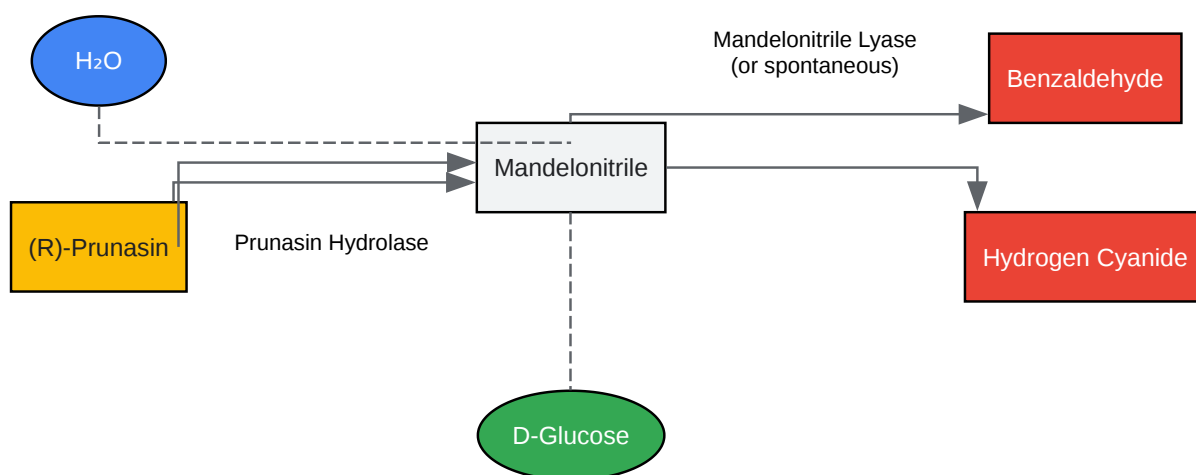 H₂O
Mandelonitrile Lyase
(or spontaneous)
Benzaldehyde
Mandelonitrile
(R)-Prunasin
Prunasin Hydrolase
Hydrogen Cyanide
D-Glucose